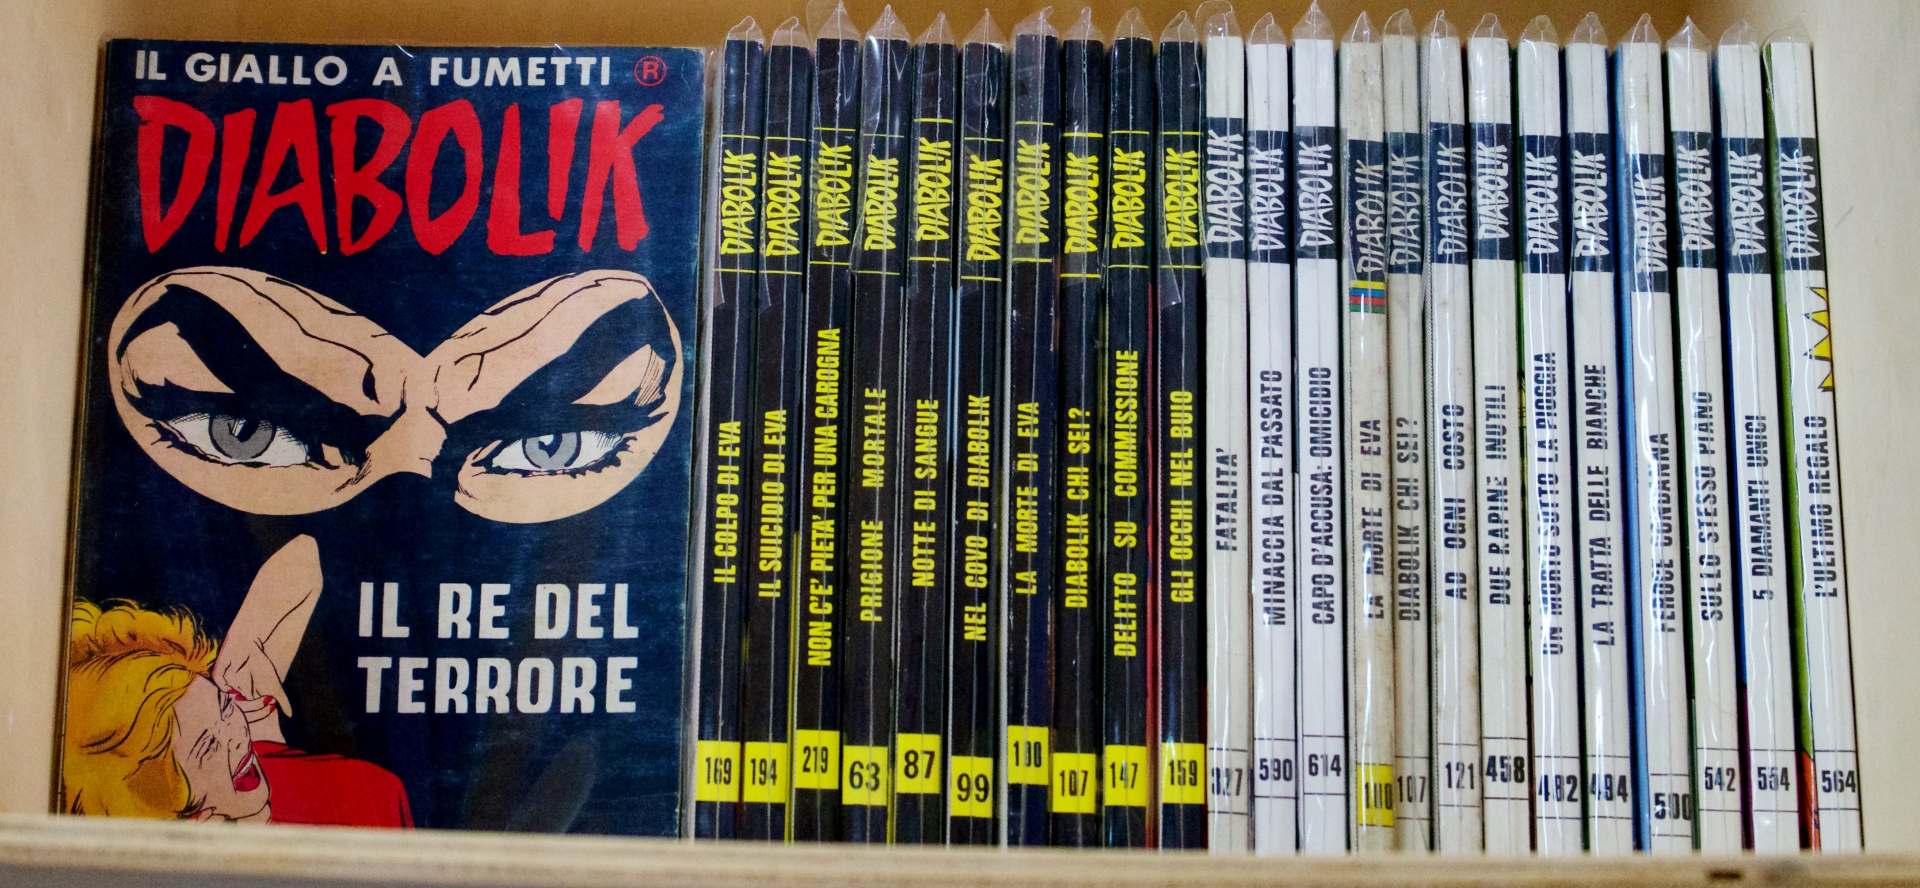 IL GIALLO A FUMETTI ®
DIABOLIK
IL RE DEL
TERRORE
DIABOLIK IL COLPO DI EVA 169
DIABOLIK IL SUICIDIO DI EVA 194
DIABOLIK NON C'E' PIETA' PER UNA CAROGNA 219
DIABOLIK PRIGIONE MORTALE 63
DIABOLIK NOTTE DI SANGUE 87
DIABOLIK NEL COVO DI DIABOLIK 99
DIABOLIK LA MORTE DI EVA 100
DIABOLIK DIABOLIK CHI SEI? 107
DIABOLIK DELITTO SU COMMISSIONE 147
DIABOLIK GLI OCCHI NEL BUIO 159
DIABOLIK FATALITA' 327
DIABOLIK MINACCIA DAL PASSATO 590
DIABOLIK CAPO D'ACCUSA: OMICIDIO 614
DIABOLIK LA MORTE DI EVA 100
DIABOLIK DIABOLIK CHI SEI? 107
DIABOLIK AD OGNI COSTO 121
DIABOLIK DUE RAPINE INUTILI 458
DIABOLIK UN MORTO SOTTO LA PIOGGIA 482
DIABOLIK LA TRATTA DELLE BIANCHE 494
DIABOLIK FEROCE CONDANNA 500
DIABOLIK SULLO STESSO PIANO 542
DIABOLIK 5 DIAMANTI UNICI 554
DIABOLIK L'ULTIMO REGALO 564